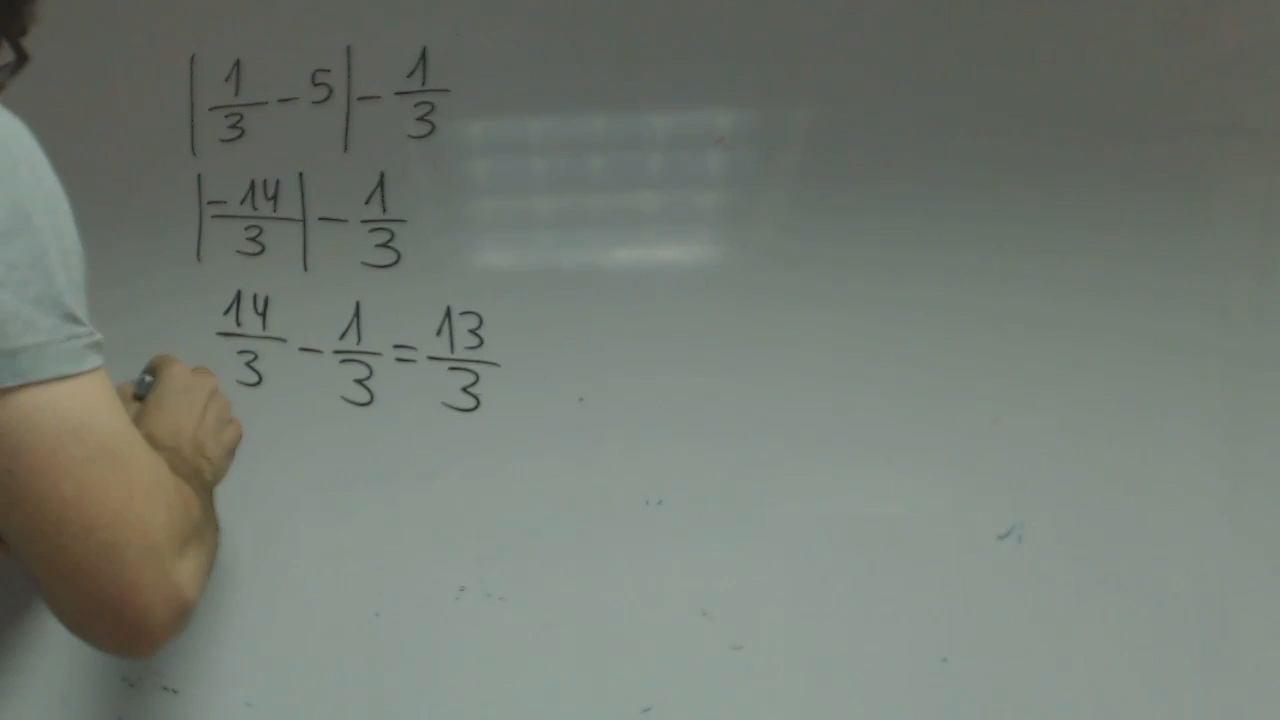 |1/3 - 5| - 1/3
|-14/3| - 1/3
14/3 - 1/3 = 13/3